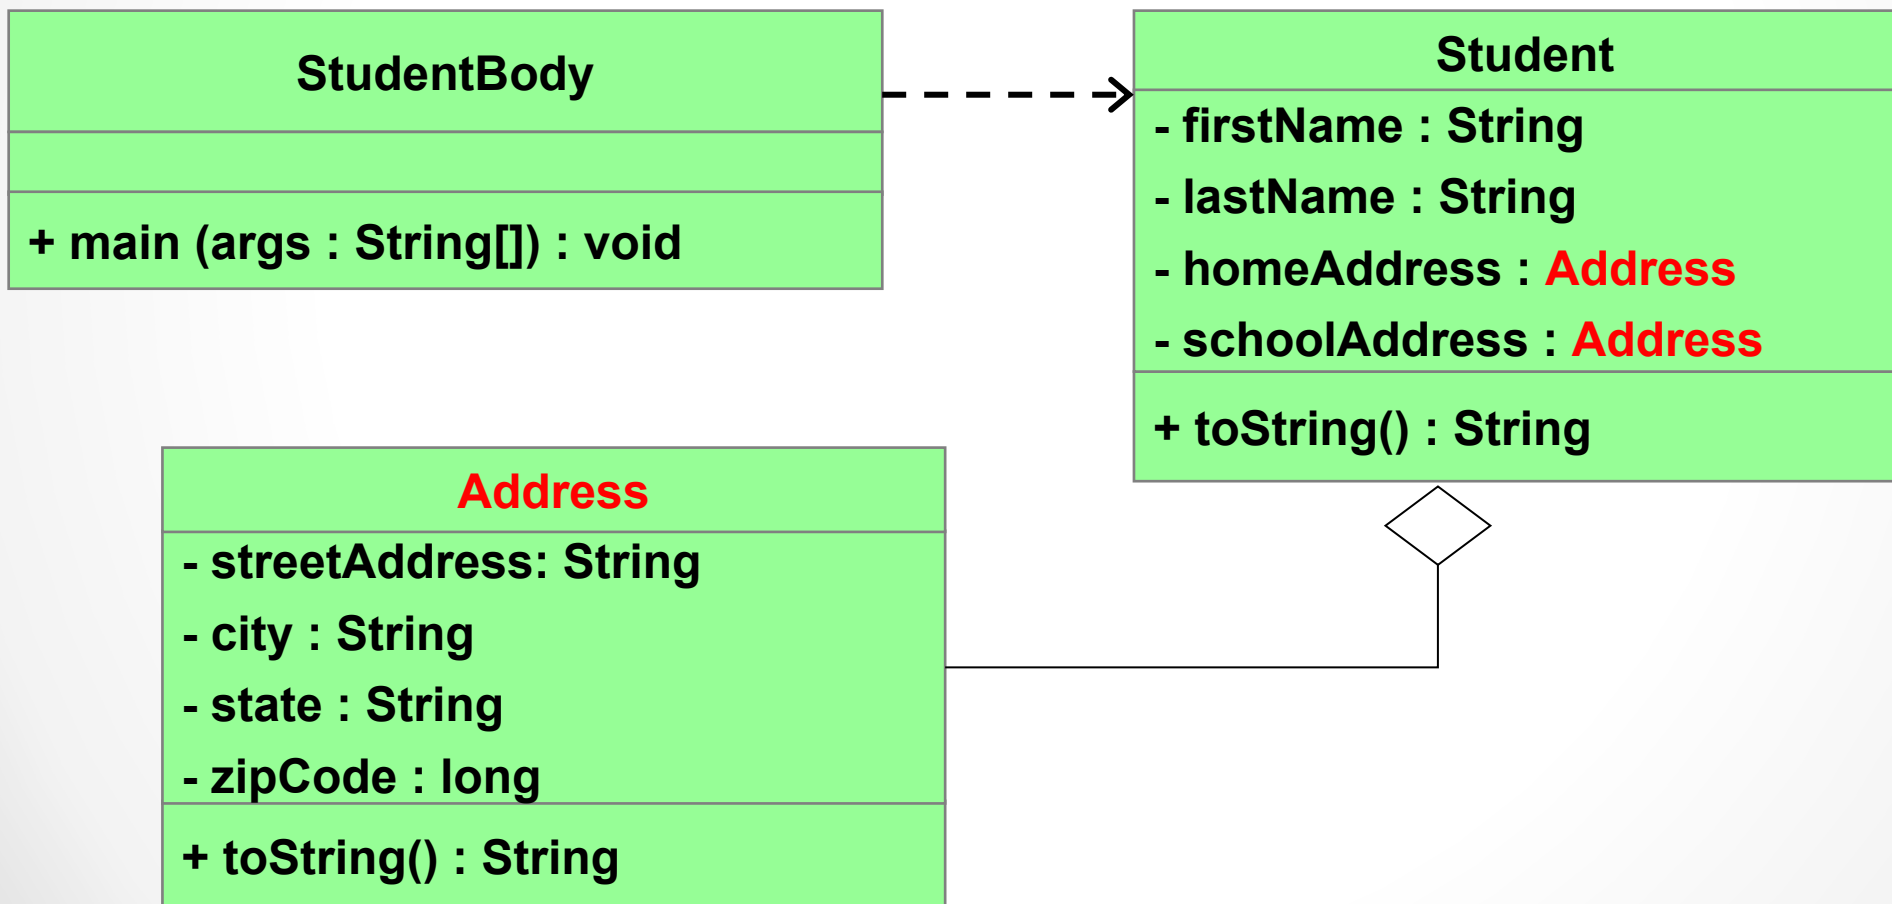 StudentBody
+ main (args : String[]) : void
Student
- firstName : String
- lastName : String
- homeAddress : Address
- schoolAddress : Address
+ toString() : String
Address
- streetAddress: String
- city : String
- state : String
- zipCode : long
+ toString() : String